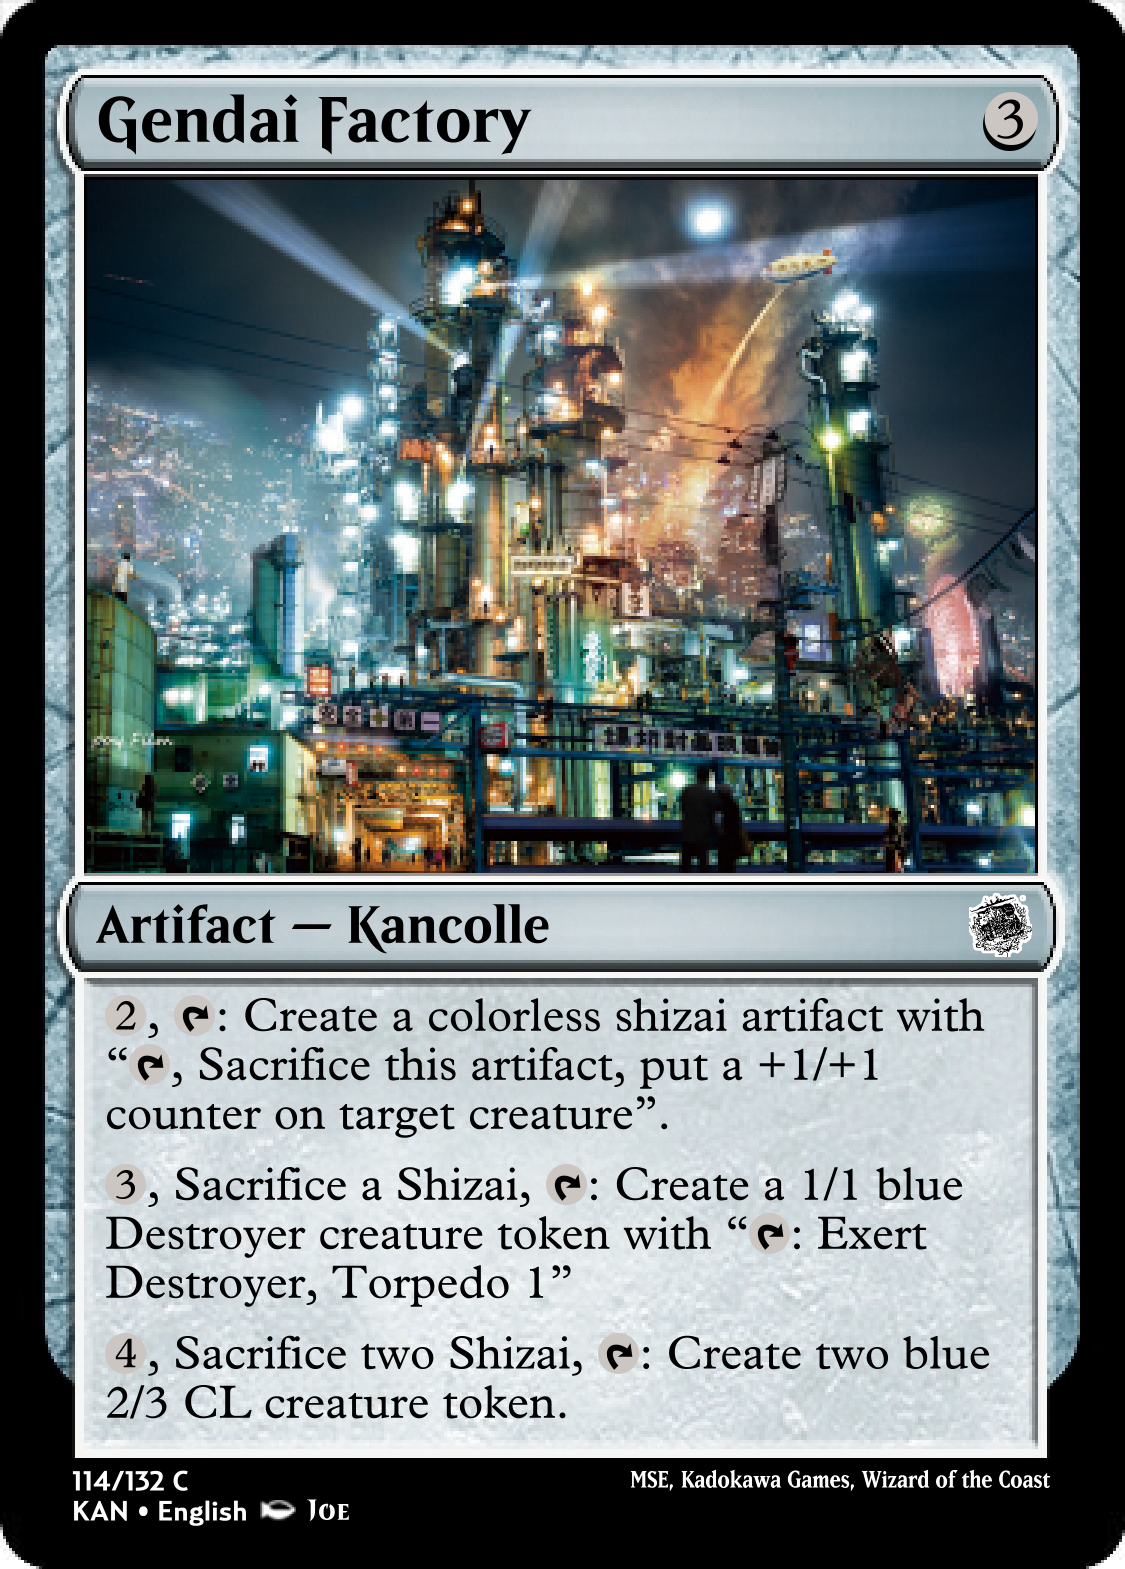 Gendai Factory 3
Artifact — Kancolle
2, : Create a colorless shizai artifact with
“, Sacrifice this artifact, put a +1/+1
counter on target creature”.
3, Sacrifice a Shizai, : Create a 1/1 blue
Destroyer creature token with “: Exert
Destroyer, Torpedo 1”
4, Sacrifice two Shizai, : Create two blue
2/3 CL creature token.
114/132 C
MSE, Kadokawa Games, Wizard of the Coast
KAN • English JOE